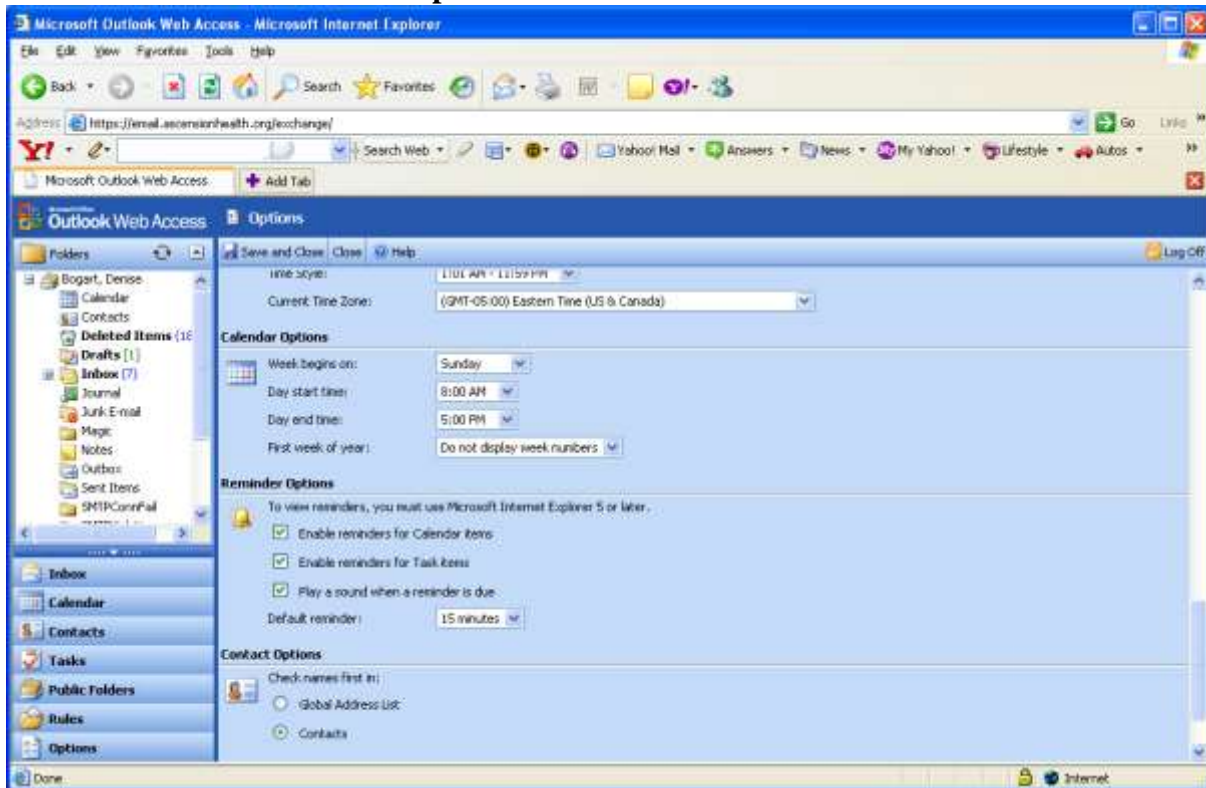 Microsoft Outlook Web Access - Microsoft Internet Explorer
File Edit View Favorites Tools Help
Back Search Favorites
Address https://email.ascensionhealth.org/exchange/ Go Links »
Y! Search Web Yahoo! Mail Answers News My Yahoo! Lifestyle Autos »
Microsoft Outlook Web Access Add Tab
Outlook Web Access Options
Folders Save and Close Close Help Log Off
Time Style: 1:01 AM - 11:59 PM
Bogart, Denise
Calendar Current Time Zone: (GMT-05:00) Eastern Time (US & Canada)
Contacts
Deleted Items (18 Calendar Options
Drafts [1]
Inbox (7) Week begins on: Sunday
Journal Day start time: 8:00 AM
Junk E-mail
Magic Day end time: 5:00 PM
Notes First week of year: Do not display week numbers
Outbox
Sent Items Reminder Options
SMTPConnFail To view reminders, you must use Microsoft Internet Explorer 5 or later.
Enable reminders for Calendar items
Enable reminders for Task items
Inbox Play a sound when a reminder is due
Calendar Default reminder: 15 minutes
Contacts
Tasks Contact Options
Public Folders Check names first in:
Rules Global Address List
Options Contacts
Done Internet